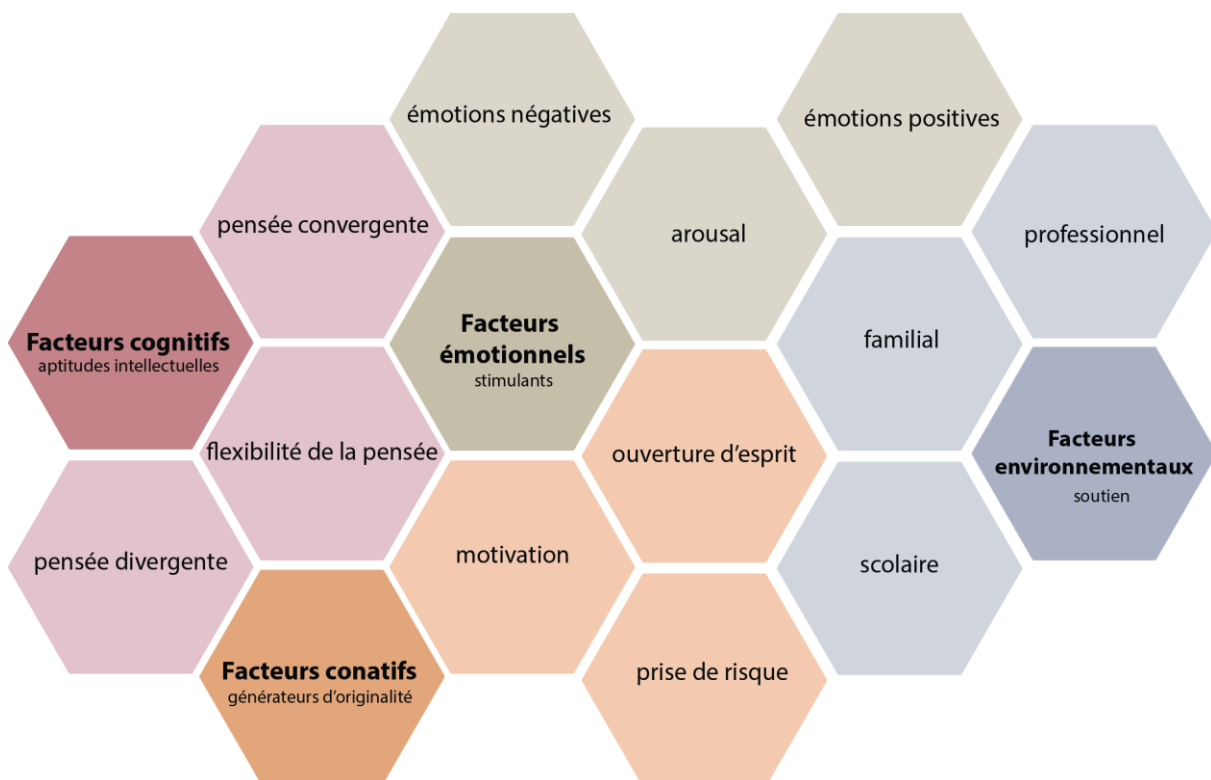 émotions négatives
émotions positives
pensée convergente
arousal
professionnel
Facteurs cognitifs
aptitudes intellectuelles
Facteurs
émotionnels
stimulants
familial
flexibilité de la pensée
ouverture d’esprit
Facteurs
environnementaux
soutien
pensée divergente
motivation
scolaire
Facteurs conatifs
générateurs d’originalité
prise de risque